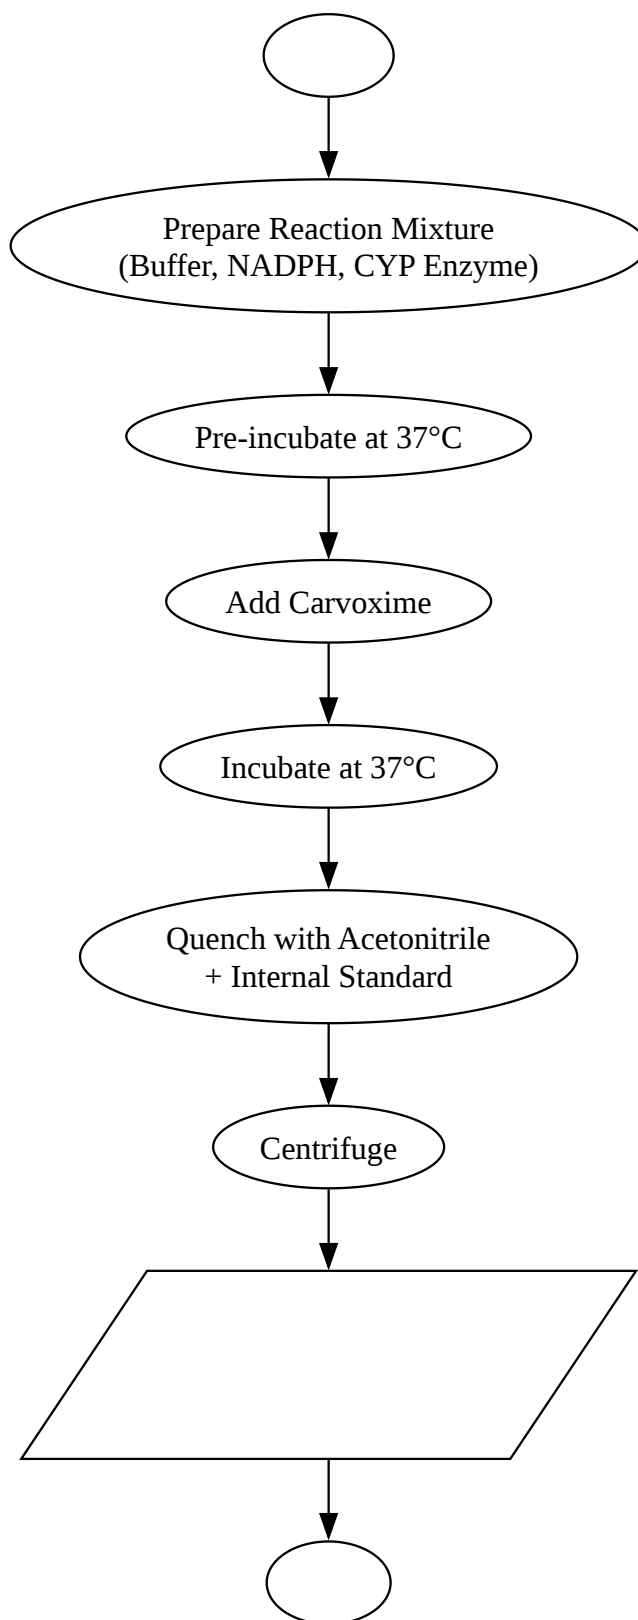 Prepare Reaction Mixture
(Buffer, NADPH, CYP Enzyme)
Pre-incubate at 37°C
Add Carvoxime
Incubate at 37°C
Quench with Acetonitrile
+ Internal Standard
Centrifuge